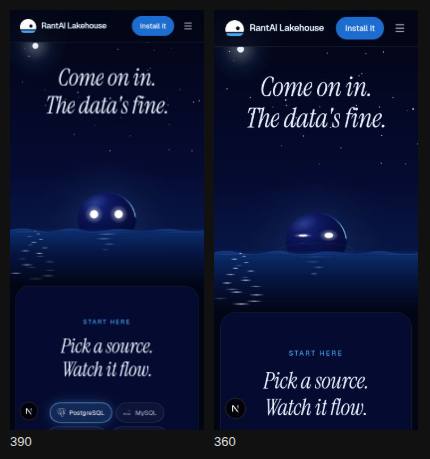 RantAI Lakehouse
Install It
Come on in.
The data's fine.
START HERE
Pick a source.
Watch it flow.
N
PostgreSQL
MySQL
390
RantAI Lakehouse
Install It
Come on in.
The data's fine.
START HERE
Pick a source.
Watch it flow.
N
360